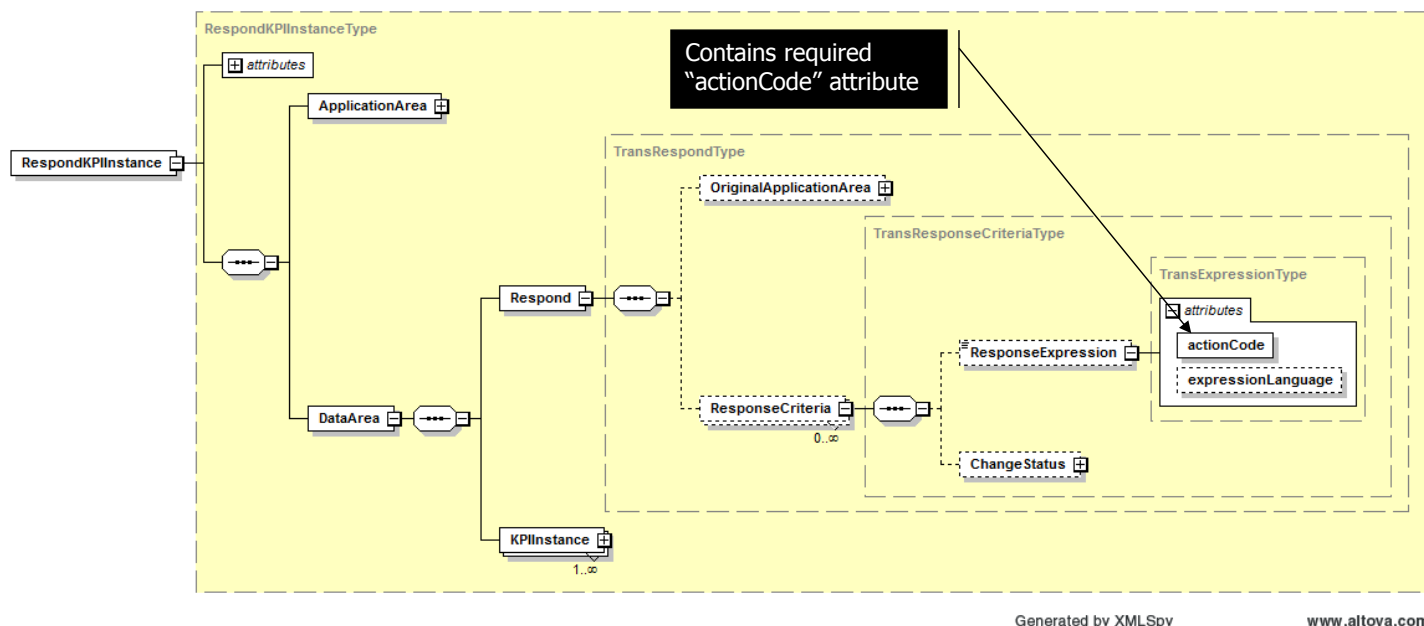 RespondKPIInstanceType
attributes
Contains required
“actionCode” attribute
ApplicationArea
RespondKPIInstance
TransRespondType
OriginalApplicationArea
TransResponseCriteriaType
TransExpressionType
attributes
Respond
actionCode
ResponseExpression
expressionLanguage
DataArea
ResponseCriteria
0..∞
ChangeStatus
KPIInstance
1..∞
Generated by XMLSpy
www.altova.com